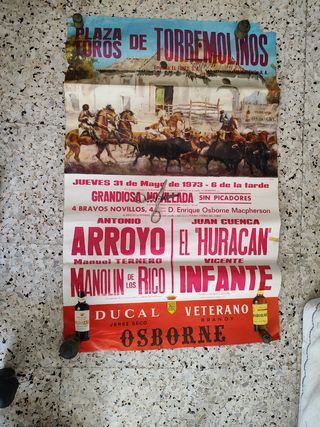 PLAZA TOROS DE TORREMOLINOS
JUEVES 31 de Mayo de 1973 - 6 de la tarde
GRANDIOSA NOVILLADA SIN PICADORES
4 BRAVOS NOVILLOS, 4 D. Enrique Osborne Macpherson
ANTONIO ARROYO
JUAN CUENCA EL "HURACAN"
Manuel TERNERO MANOLIN DE LOS RICO
VICENTE INFANTE
DUCAL VETERANO
JEREZ SECO BRANDY
OSBORNE